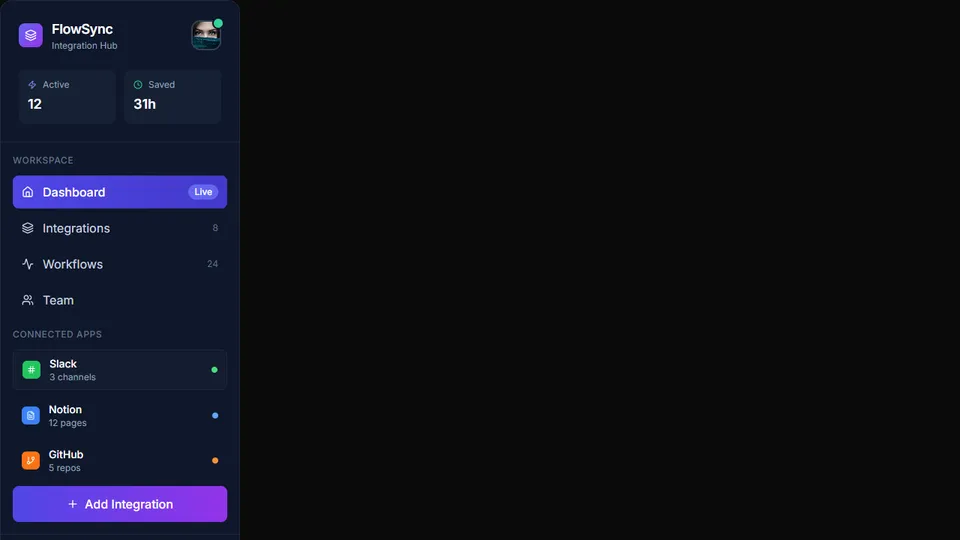 FlowSync
Integration Hub
Active
12
Saved
31h
WORKSPACE
Dashboard
Live
Integrations
8
Workflows
24
Team
CONNECTED APPS
Slack
3 channels
Notion
12 pages
GitHub
5 repos
+ Add Integration